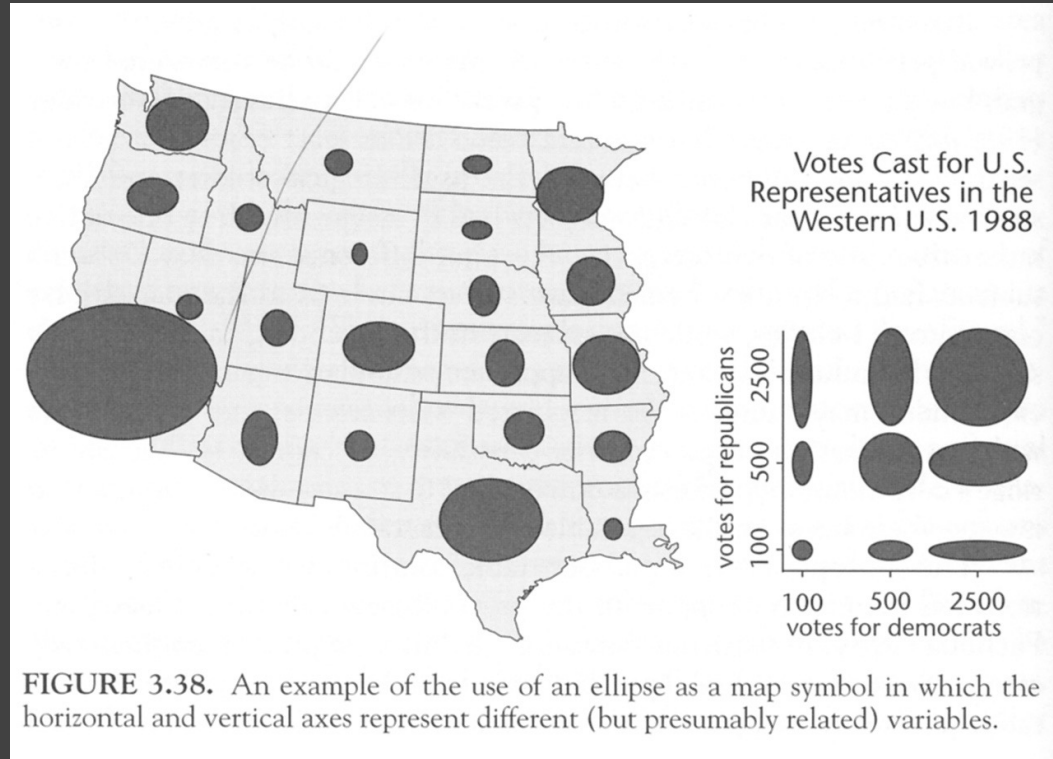 Votes Cast for U.S.
Representatives in the
Western U.S. 1988
votes for republicans
2500
500
100
100 500 2500
votes for democrats
FIGURE 3.38. An example of the use of an ellipse as a map symbol in which the
horizontal and vertical axes represent different (but presumably related) variables.